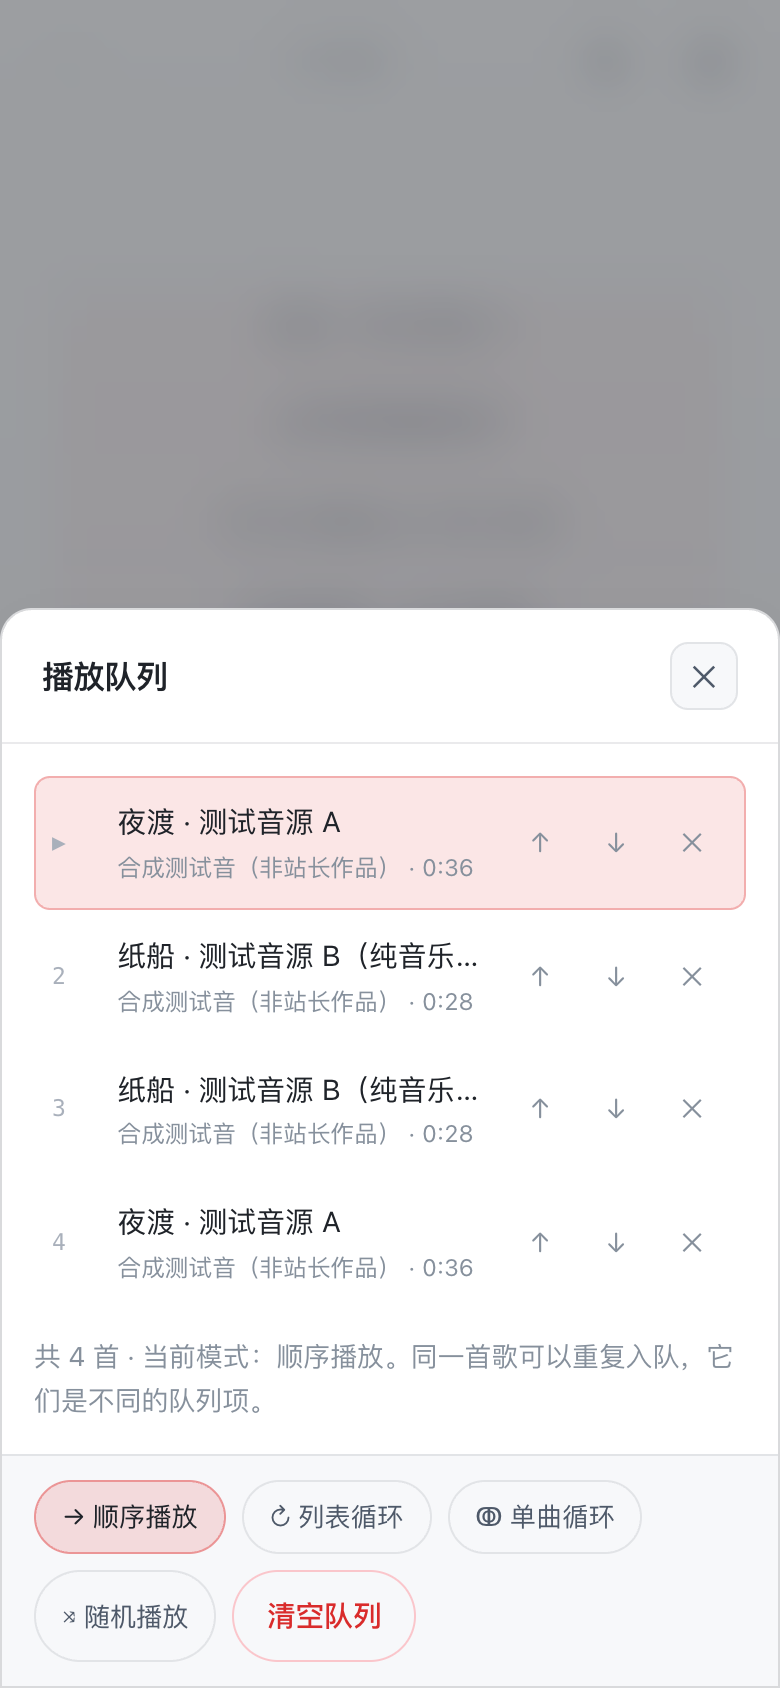 播放队列
夜渡 · 测试音源 A
合成测试音（非站长作品） · 0:36
2
纸船 · 测试音源 B（纯音乐...
合成测试音（非站长作品） · 0:28
3
纸船 · 测试音源 B（纯音乐...
合成测试音（非站长作品） · 0:28
4
夜渡 · 测试音源 A
合成测试音（非站长作品） · 0:36
共 4 首 · 当前模式：顺序播放。同一首歌可以重复入队，它
们是不同的队列项。
→ 顺序播放 列表循环 单曲循环
随机播放 清空队列